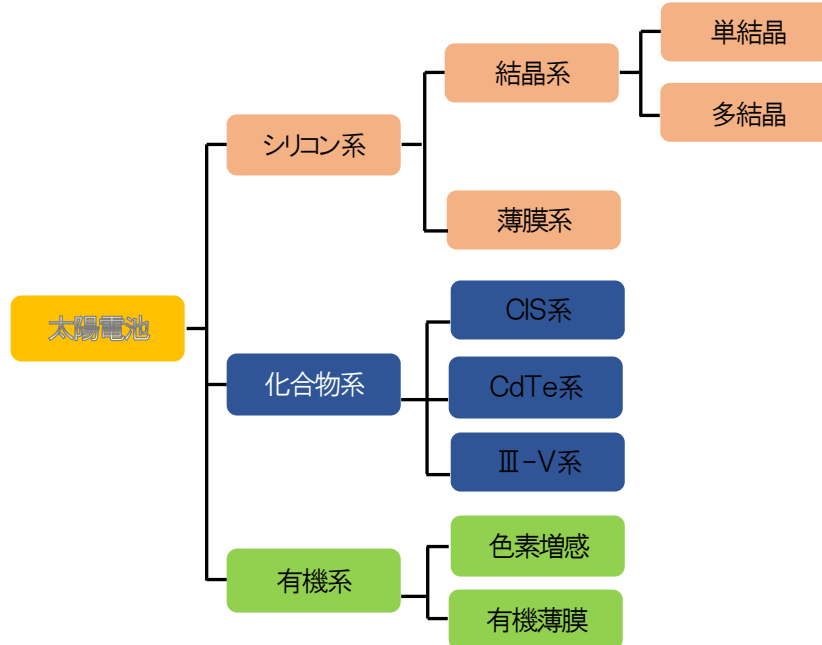 太陽電池
シリコン系
結晶系
単結晶
多結晶
薄膜系
化合物系
CIS系
CdTe系
Ⅲ-V系
有機系
色素増感
有機薄膜